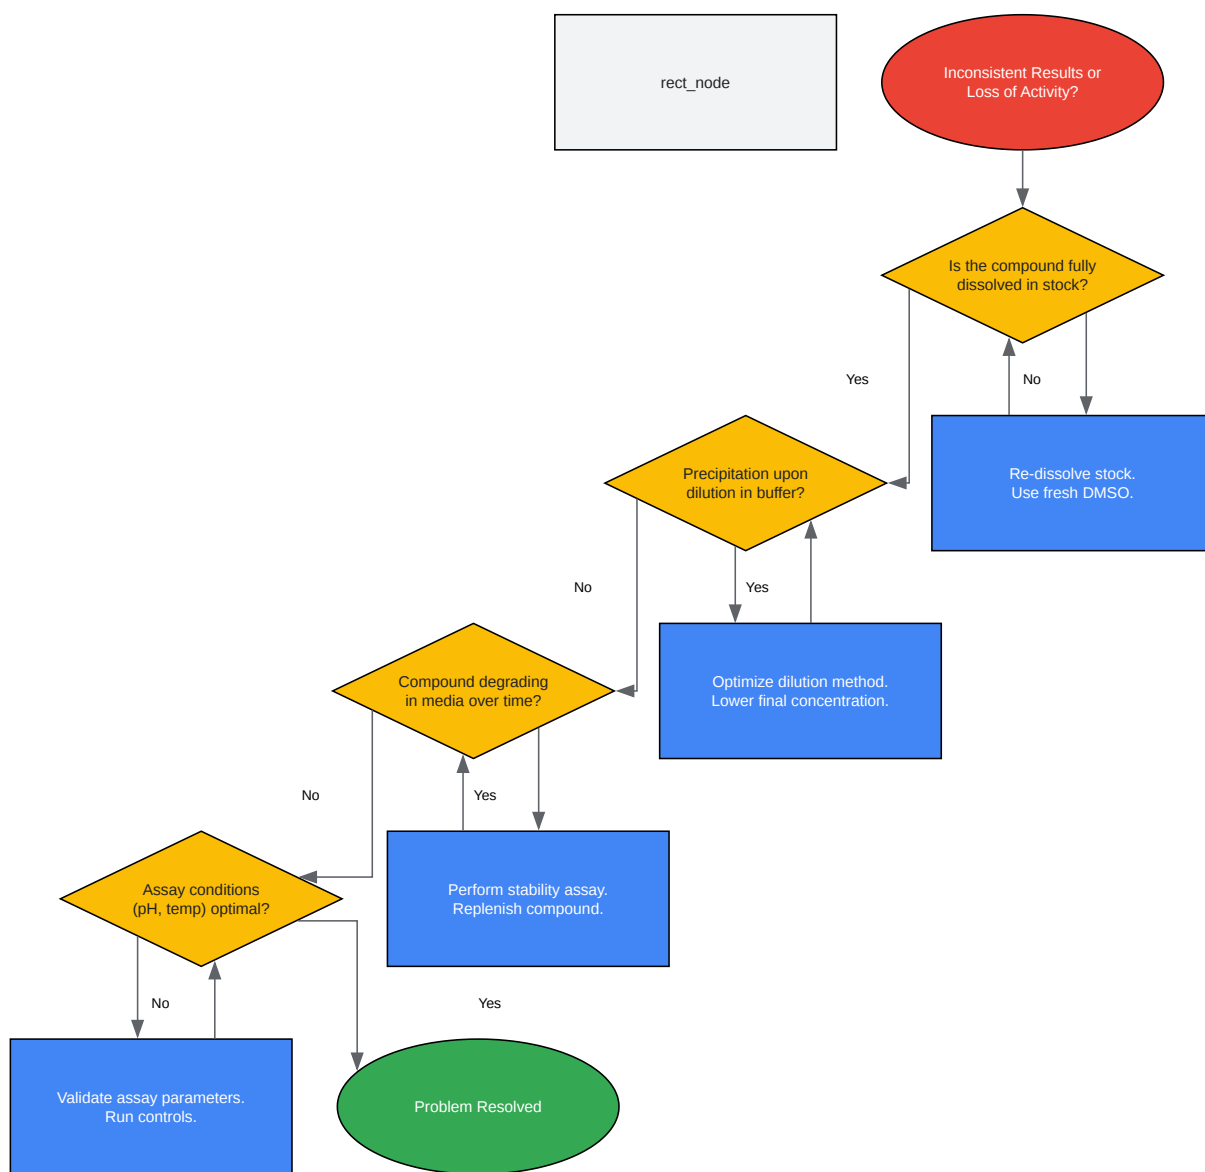 rect_node
Inconsistent Results or
Loss of Activity?
Is the compound fully
dissolved in stock?
Yes
No
Precipitation upon
dilution in buffer?
Re-dissolve stock.
Use fresh DMSO.
No
Yes
Compound degrading
in media over time?
Optimize dilution method.
Lower final concentration.
No
Yes
Assay conditions
(pH, temp) optimal?
Perform stability assay.
Replenish compound.
No
Yes
Validate assay parameters.
Run controls.
Problem Resolved